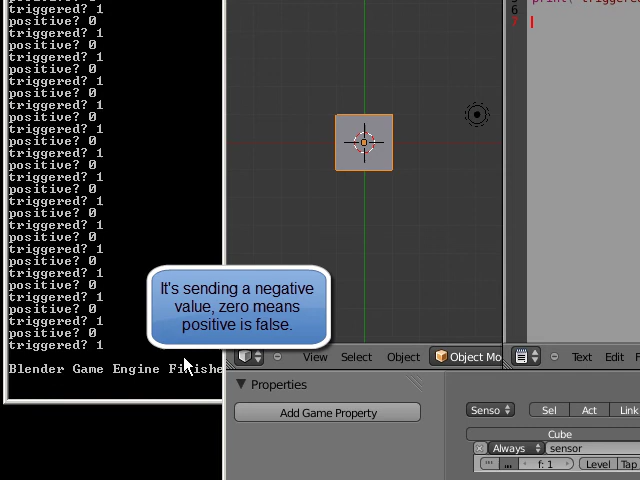 triggered? 1
positive? 0
triggered? 1
positive? 0
triggered? 1
positive? 0
triggered? 1
positive? 0
triggered? 1
positive? 0
triggered? 1
positive? 0
triggered? 1
positive? 0
triggered? 1
positive? 0
triggered? 1
positive? 0
triggered? 1
positive? 0
triggered? 1
positive? 0
triggered? 1
positive? 0
triggered? 1
positive? 0
triggered? 1
positive? 0
triggered? 1
Blender Game Engine Finishe
It's sending a negative
value, zero means
positive is false.
6
7
View Select Object Object Mo
Text Edit F
Properties
Add Game Property
Senso Sel Act Link
Cube
Always sensor
f: 1 Level Tap